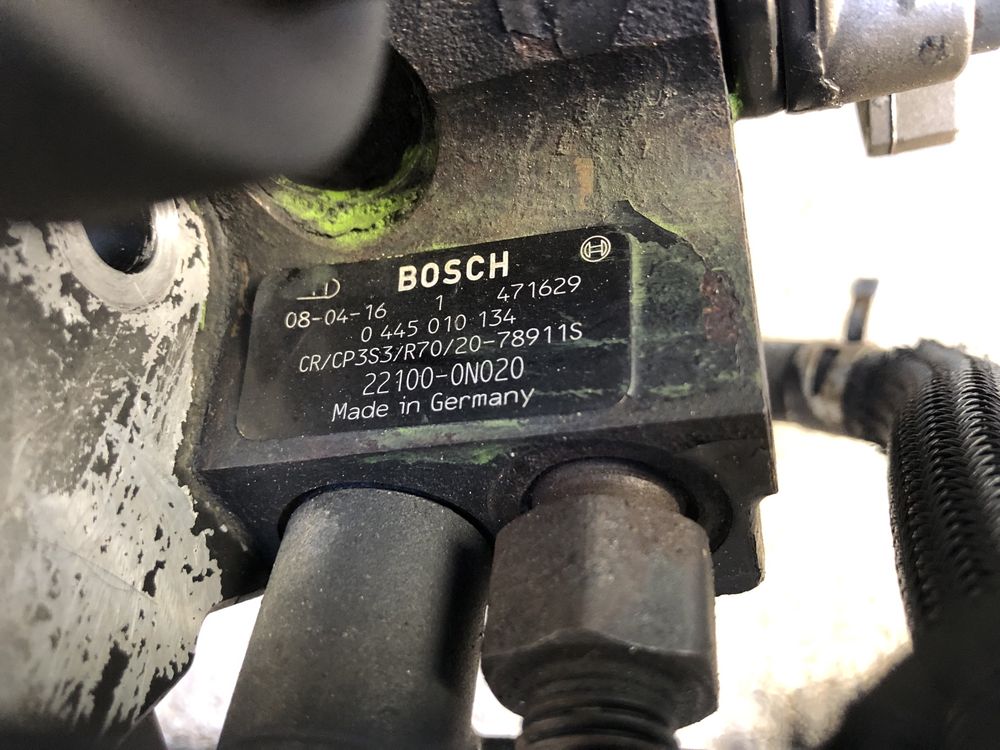 BOSCH
08-04-16 1 471629
0 445 010 134
CR/CP3S3/R70/20-78911S
22100-0N020
Made in Germany